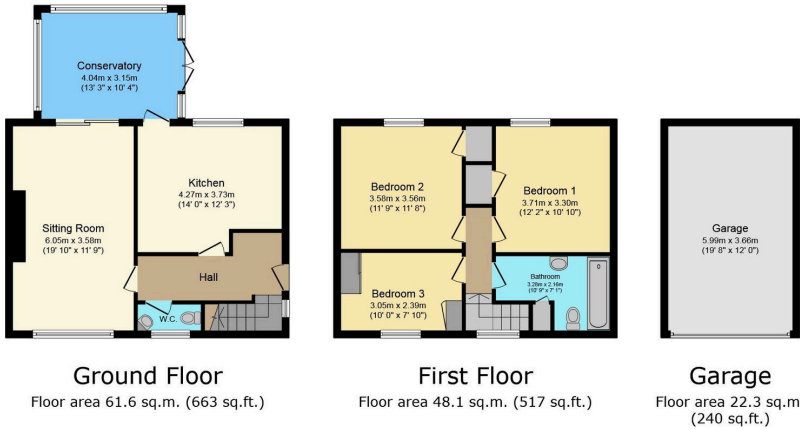 Conservatory
4.04m x 3.15m
(13' 3" x 10' 4")
Kitchen
4.27m x 3.73m
(14' 0" x 12' 3")
Sitting Room
6.05m x 3.58m
(19' 10" x 11' 9")
Hall
W.C.
Ground Floor
Floor area 61.6 sq.m. (663 sq.ft.)
Bedroom 2
3.58m x 3.56m
(11' 9" x 11' 8")
Bedroom 1
3.71m x 3.30m
(12' 2" x 10' 10")
Bedroom 3
3.05m x 2.39m
(10' 0" x 7' 10")
Bathroom
3.28m x 2.16m
(10' 9" x 7' 1")
First Floor
Floor area 48.1 sq.m. (517 sq.ft.)
Garage
5.99m x 3.66m
(19' 8" x 12' 0")
Garage
Floor area 22.3 sq.m
(240 sq.ft.)